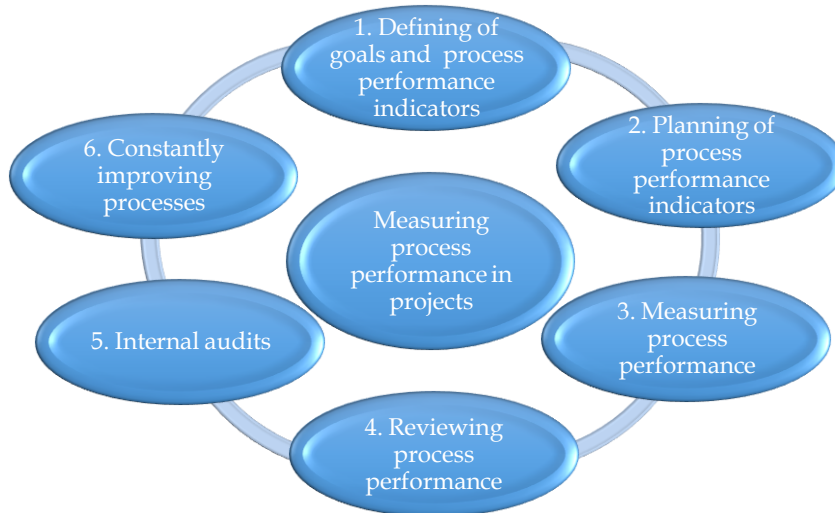 1. Defining of
goals and process
performance
indicators
2. Planning of
process
performance
indicators
3. Measuring
process
performance
4. Reviewing
process
performance
5. Internal audits
6. Constantly
improving
processes
Measuring
process
performance in
projects